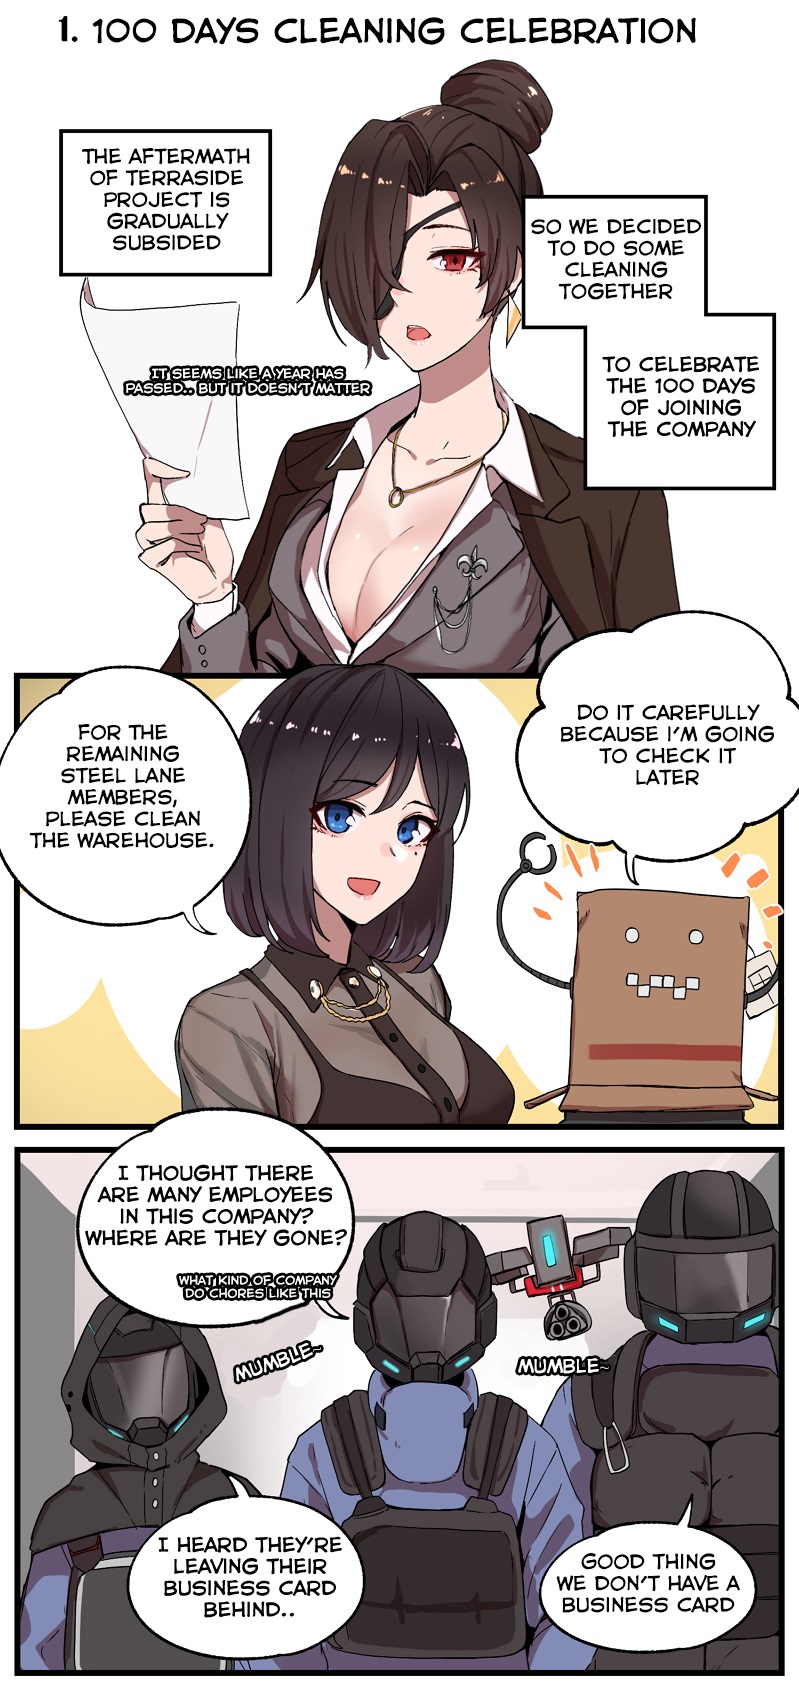 1. 100 DAYS CLEANING CELEBRATION
THE AFTERMATH
OF TERRASIDE
PROJECT IS
GRADUALLY
SUBSIDED
SO WE DECIDED
TO DO SOME
CLEANING
TOGETHER
TO CELEBRATE
THE 100 DAYS
OF JOINING
THE COMPANY
IT SEEMS LIKE A YEAR HAS
PASSED.. BUT IT DOESN'T MATTER
FOR THE
REMAINING
STEEL LANE
MEMBERS,
PLEASE CLEAN
THE WAREHOUSE.
DO IT CAREFULLY
BECAUSE I'M GOING
TO CHECK IT
LATER
I THOUGHT THERE
ARE MANY EMPLOYEES
IN THIS COMPANY?
WHERE ARE THEY GONE?
WHAT KIND OF COMPANY
DO CHORES LIKE THIS
MUMBLE~
MUMBLE~
I HEARD THEY'RE
LEAVING THEIR
BUSINESS CARD
BEHIND..
GOOD THING
WE DON'T HAVE A
BUSINESS CARD